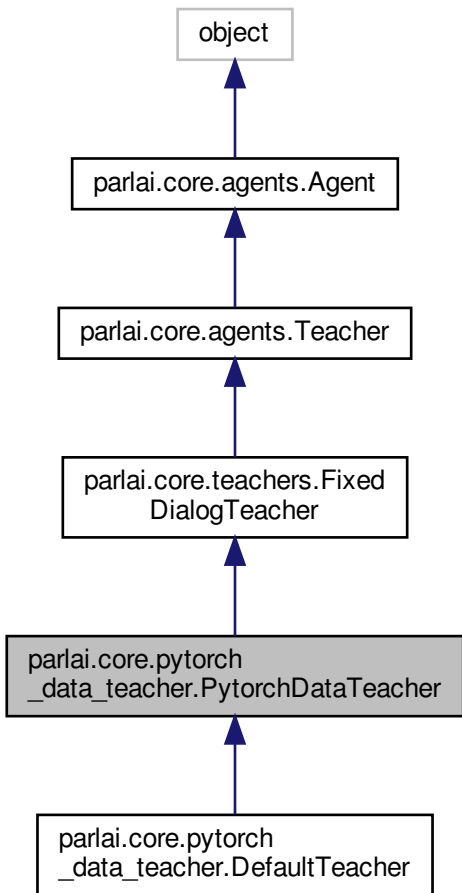 object
parlai.core.agents.Agent
parlai.core.agents.Teacher
parlai.core.teachers.Fixed
DialogTeacher
parlai.core.pytorch
_data_teacher.PytorchDataTeacher
parlai.core.pytorch
_data_teacher.DefaultTeacher